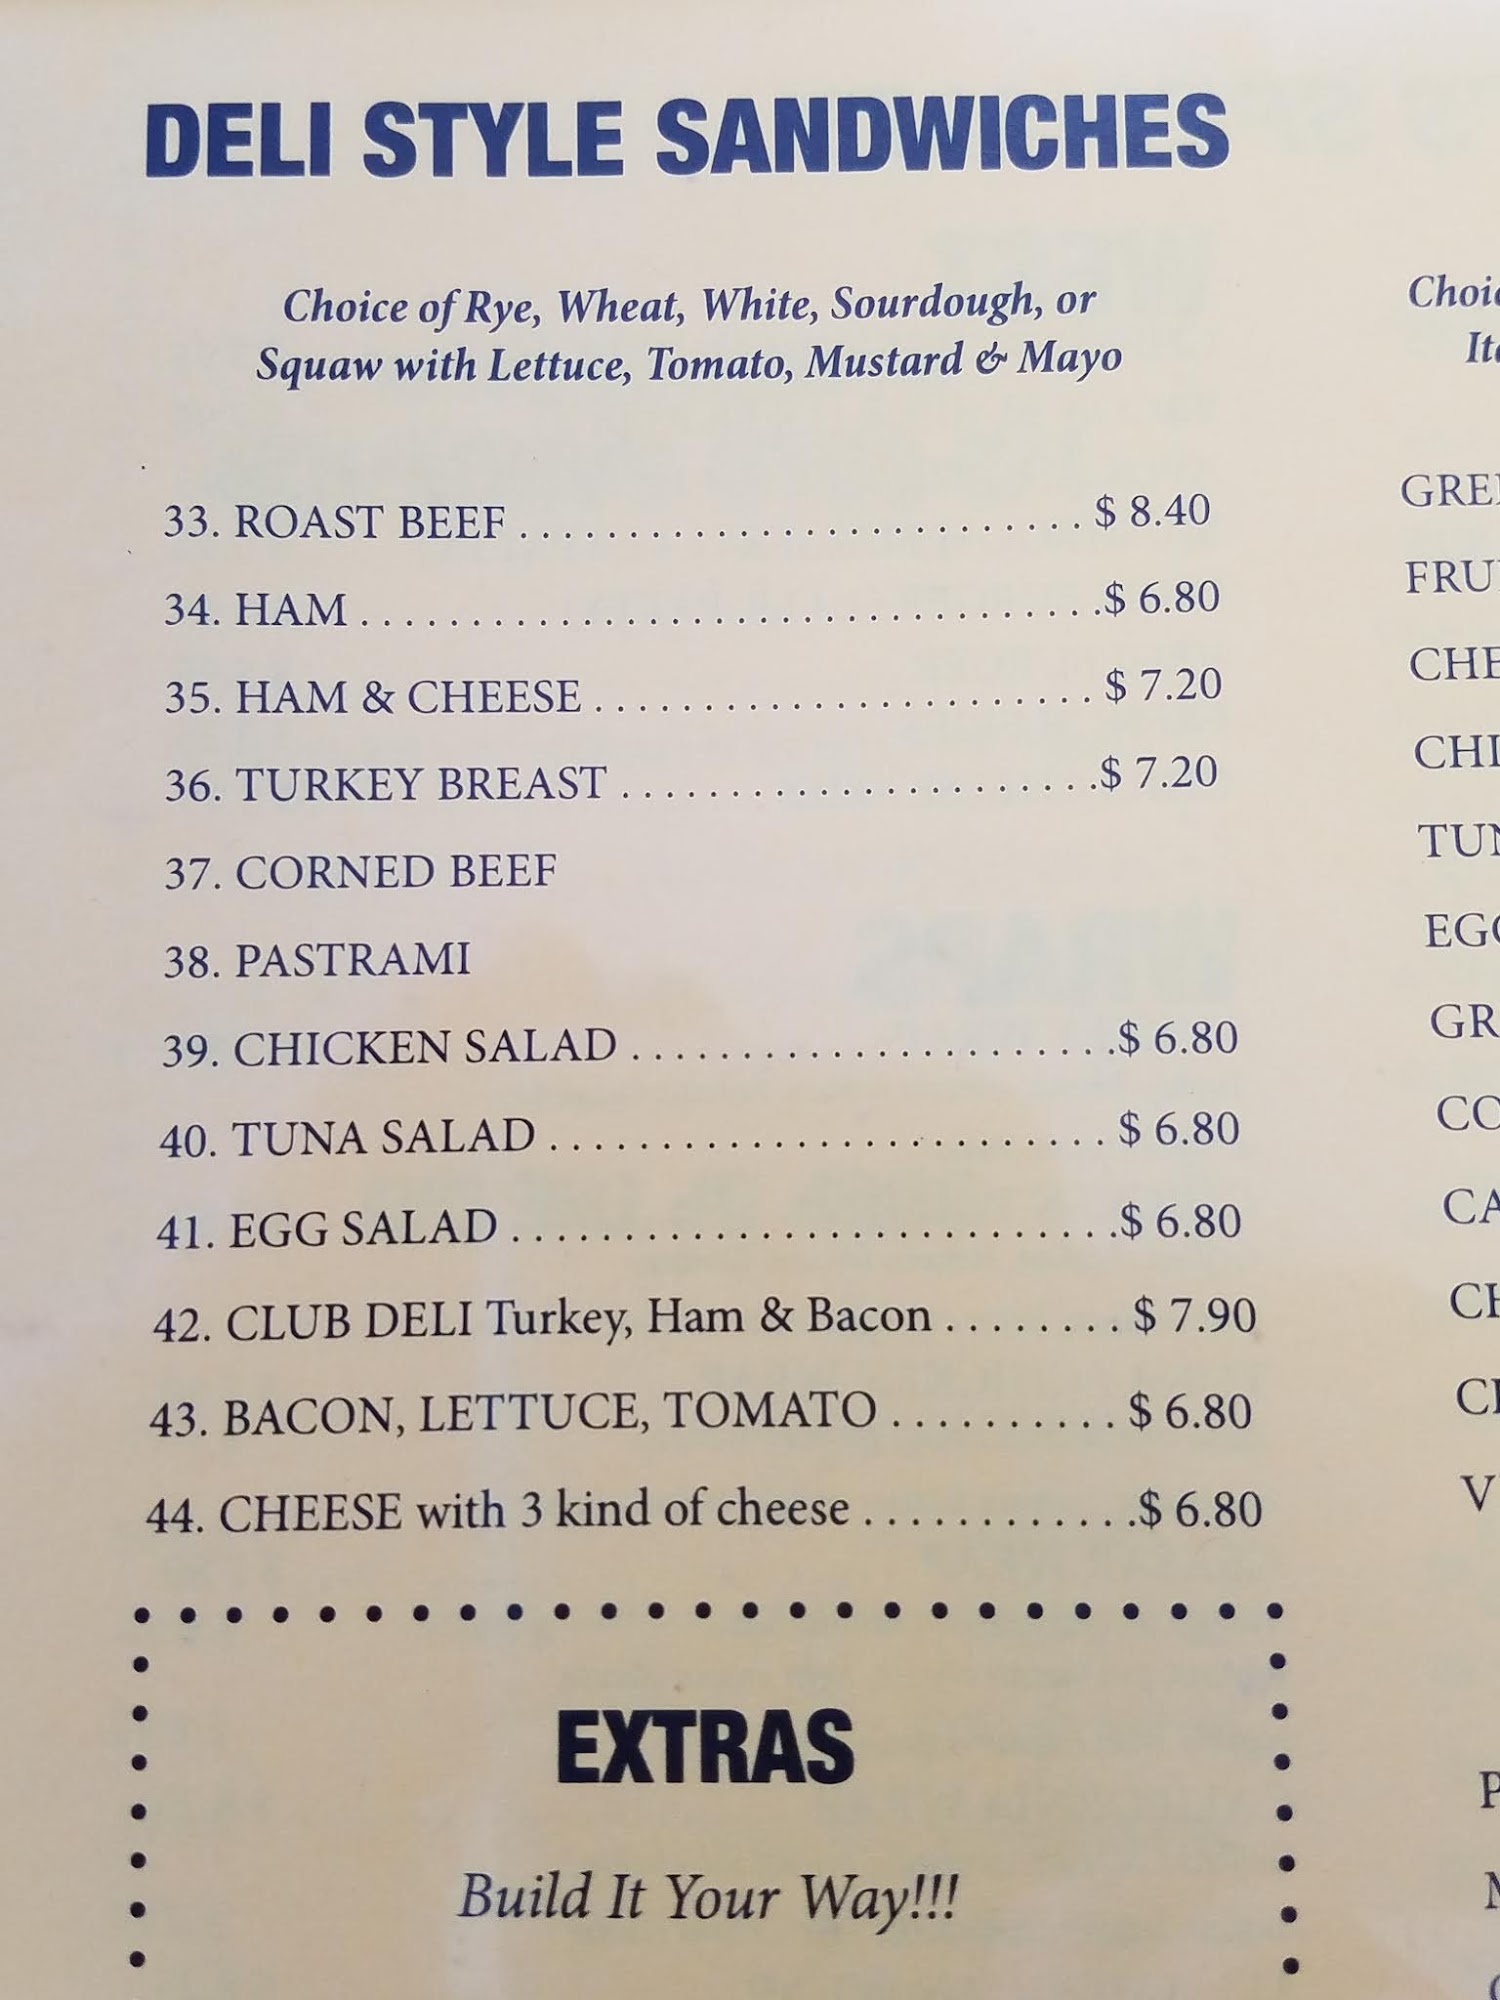 DELI STYLE SANDWICHES
Choice of Rye, Wheat, White, Sourdough, or
Squaw with Lettuce, Tomato, Mustard & Mayo
33. ROAST BEEF . . . . . . . . . . . . . . . . . . . . . . . . . . $ 8.40
34. HAM . . . . . . . . . . . . . . . . . . . . . . . . . . . . . . . . . .$ 6.80
35. HAM & CHEESE . . . . . . . . . . . . . . . . . . . . . . . $ 7.20
36. TURKEY BREAST . . . . . . . . . . . . . . . . . . . . . .$ 7.20
37. CORNED BEEF
38. PASTRAMI
39. CHICKEN SALAD . . . . . . . . . . . . . . . . . . . . . .$ 6.80
40. TUNA SALAD . . . . . . . . . . . . . . . . . . . . . . . . . $ 6.80
41. EGG SALAD . . . . . . . . . . . . . . . . . . . . . . . . . . .$ 6.80
42. CLUB DELI Turkey, Ham & Bacon . . . . . . . . $ 7.90
43. BACON, LETTUCE, TOMATO . . . . . . . . . . $ 6.80
44. CHEESE with 3 kind of cheese . . . . . . . . . . . .$ 6.80
EXTRAS
Build It Your Way!!!